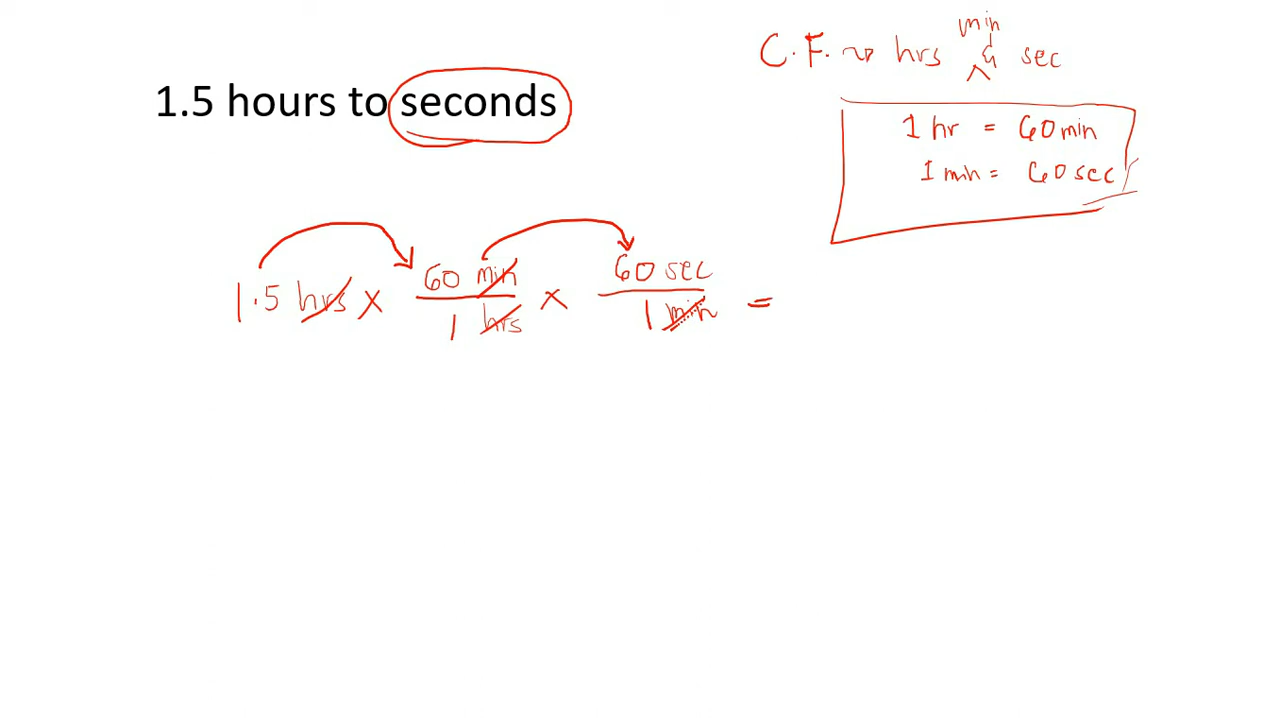 min
C.F. ~> hrs ^ & sec
1.5 hours to seconds
1 hr = 60 min
1 min = 60 sec
60 min 60 sec
1.5 hrs x x =
1 hrs 1 min